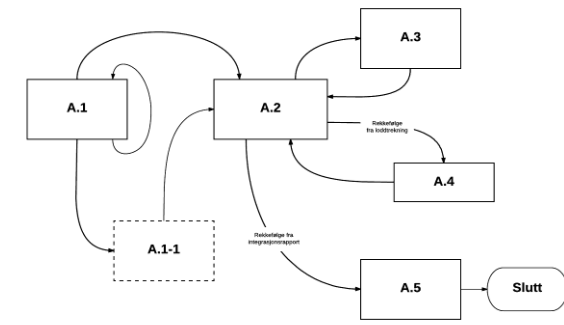 A.3
A.1
A.2
Rekkefølge
fra loddtrekning
A.4
A.1-1
Rekkefølge fra
integrasjonsrapport
A.5
Slutt